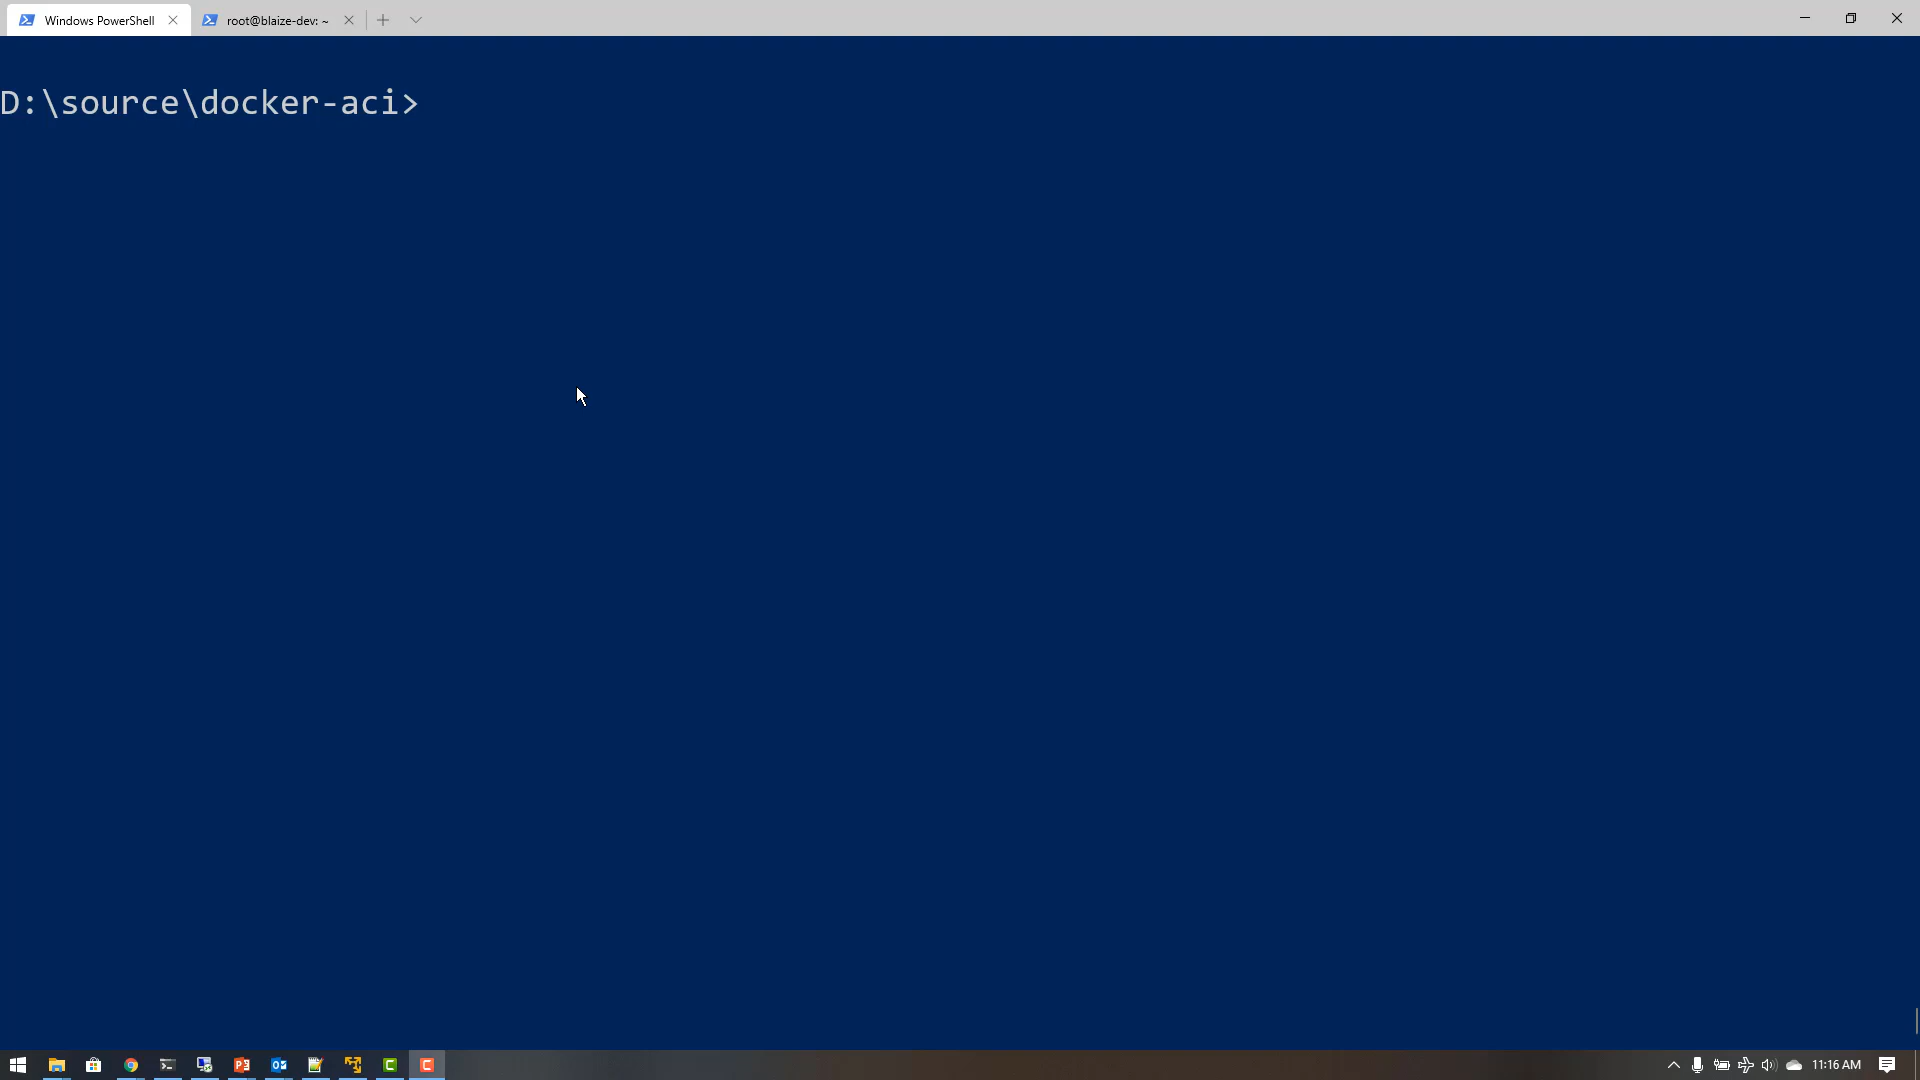 Windows PowerShell
root@blaize-dev: ~
D:\source\docker-aci>
11:16 AM